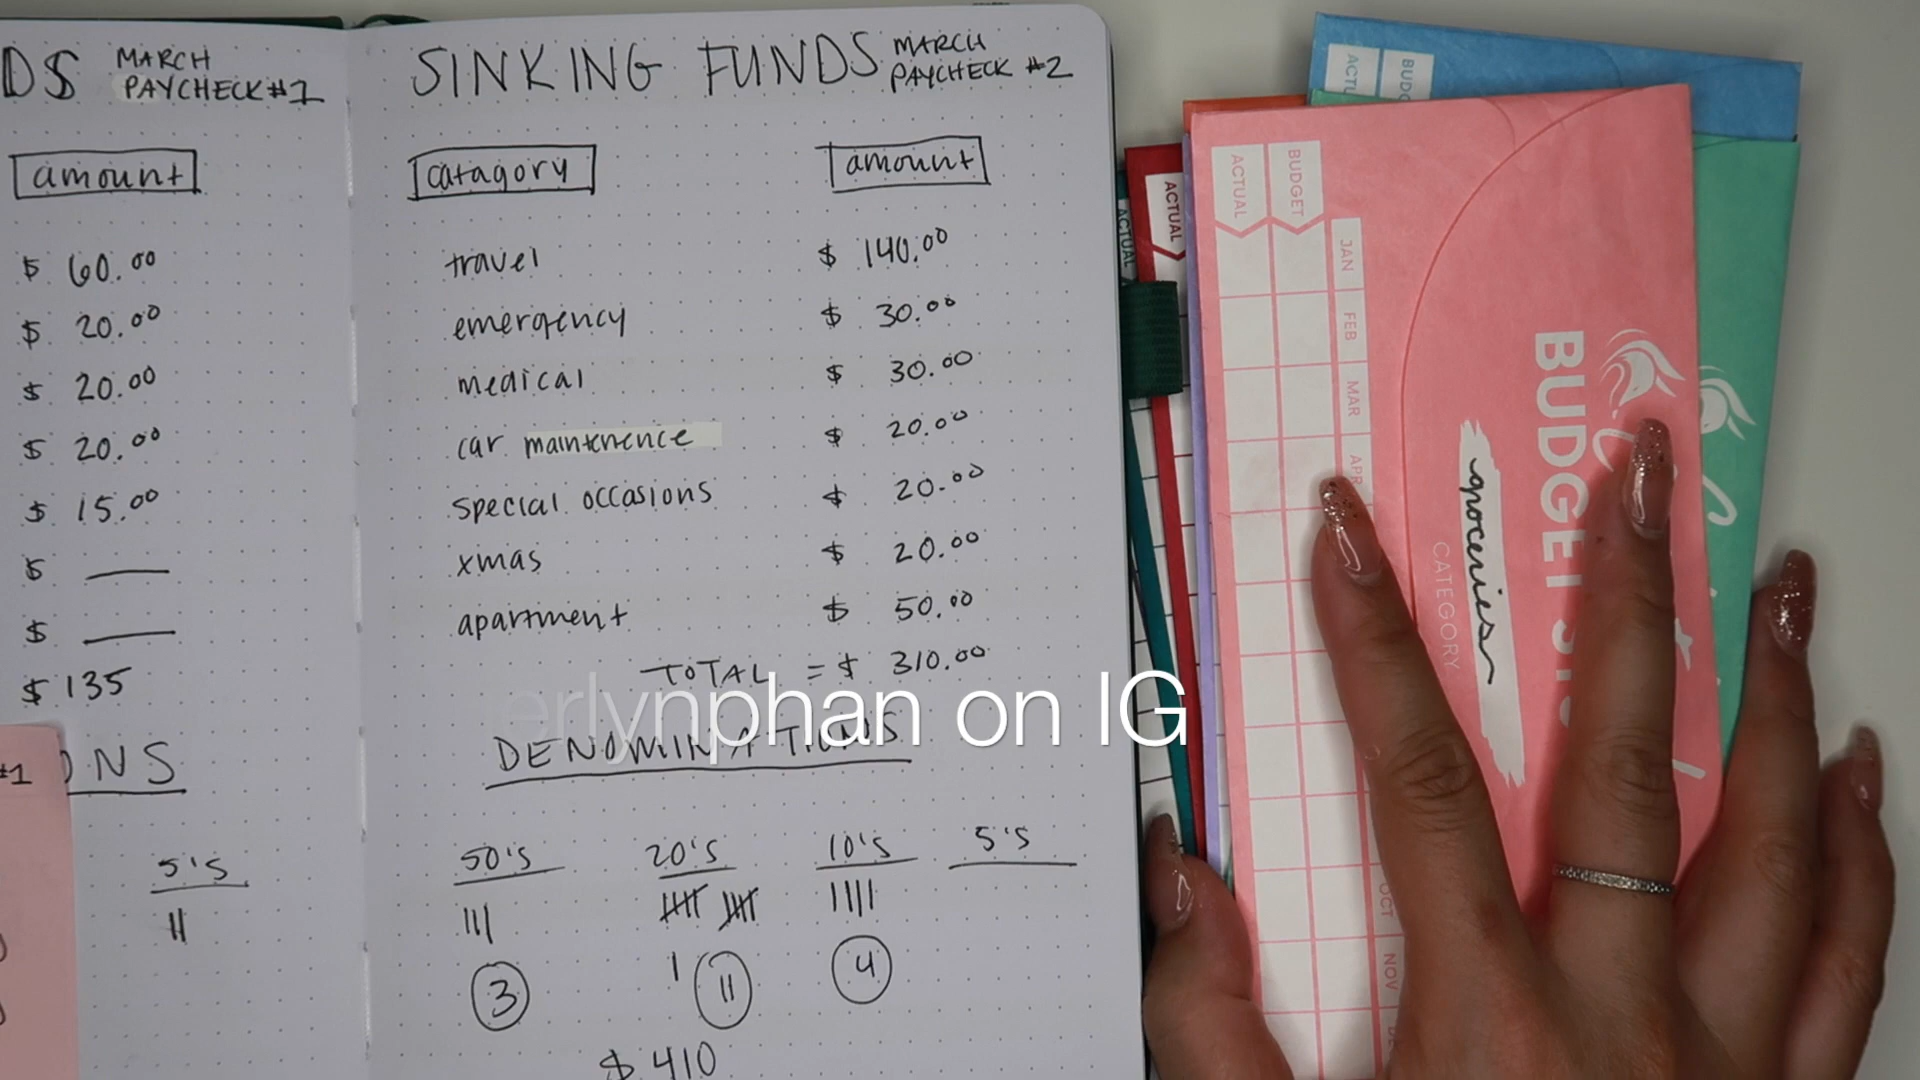 DS MARCH
PAYCHECK #1
amount
$ 60.00
$ 20.00
$ 20.00
$ 20.00
$ 15.00
$
$
$ 135
#1
ONS
5'S
SINKING FUNDS MARCH
PAYCHECK #2
catagory amount
travel $ 140.00
emergency $ 30.00
medical $ 30.00
car maintenence $ 20.00
special occasions $ 20.00
xmas $ 20.00
apartment $ 50.00
TOTAL = $ 310.00
erlynphan on IG
DENOMINATIONS
50'S 20'S 10'S 5'S
3 11 4
$ 410
ACTUAL
BUDGET
ACTUAL
ACTUAL
ACTUAL
BUDGET
JAN
FEB
MAR
APR
OCT
NOV
CATEGORY
groceries
BUDGET